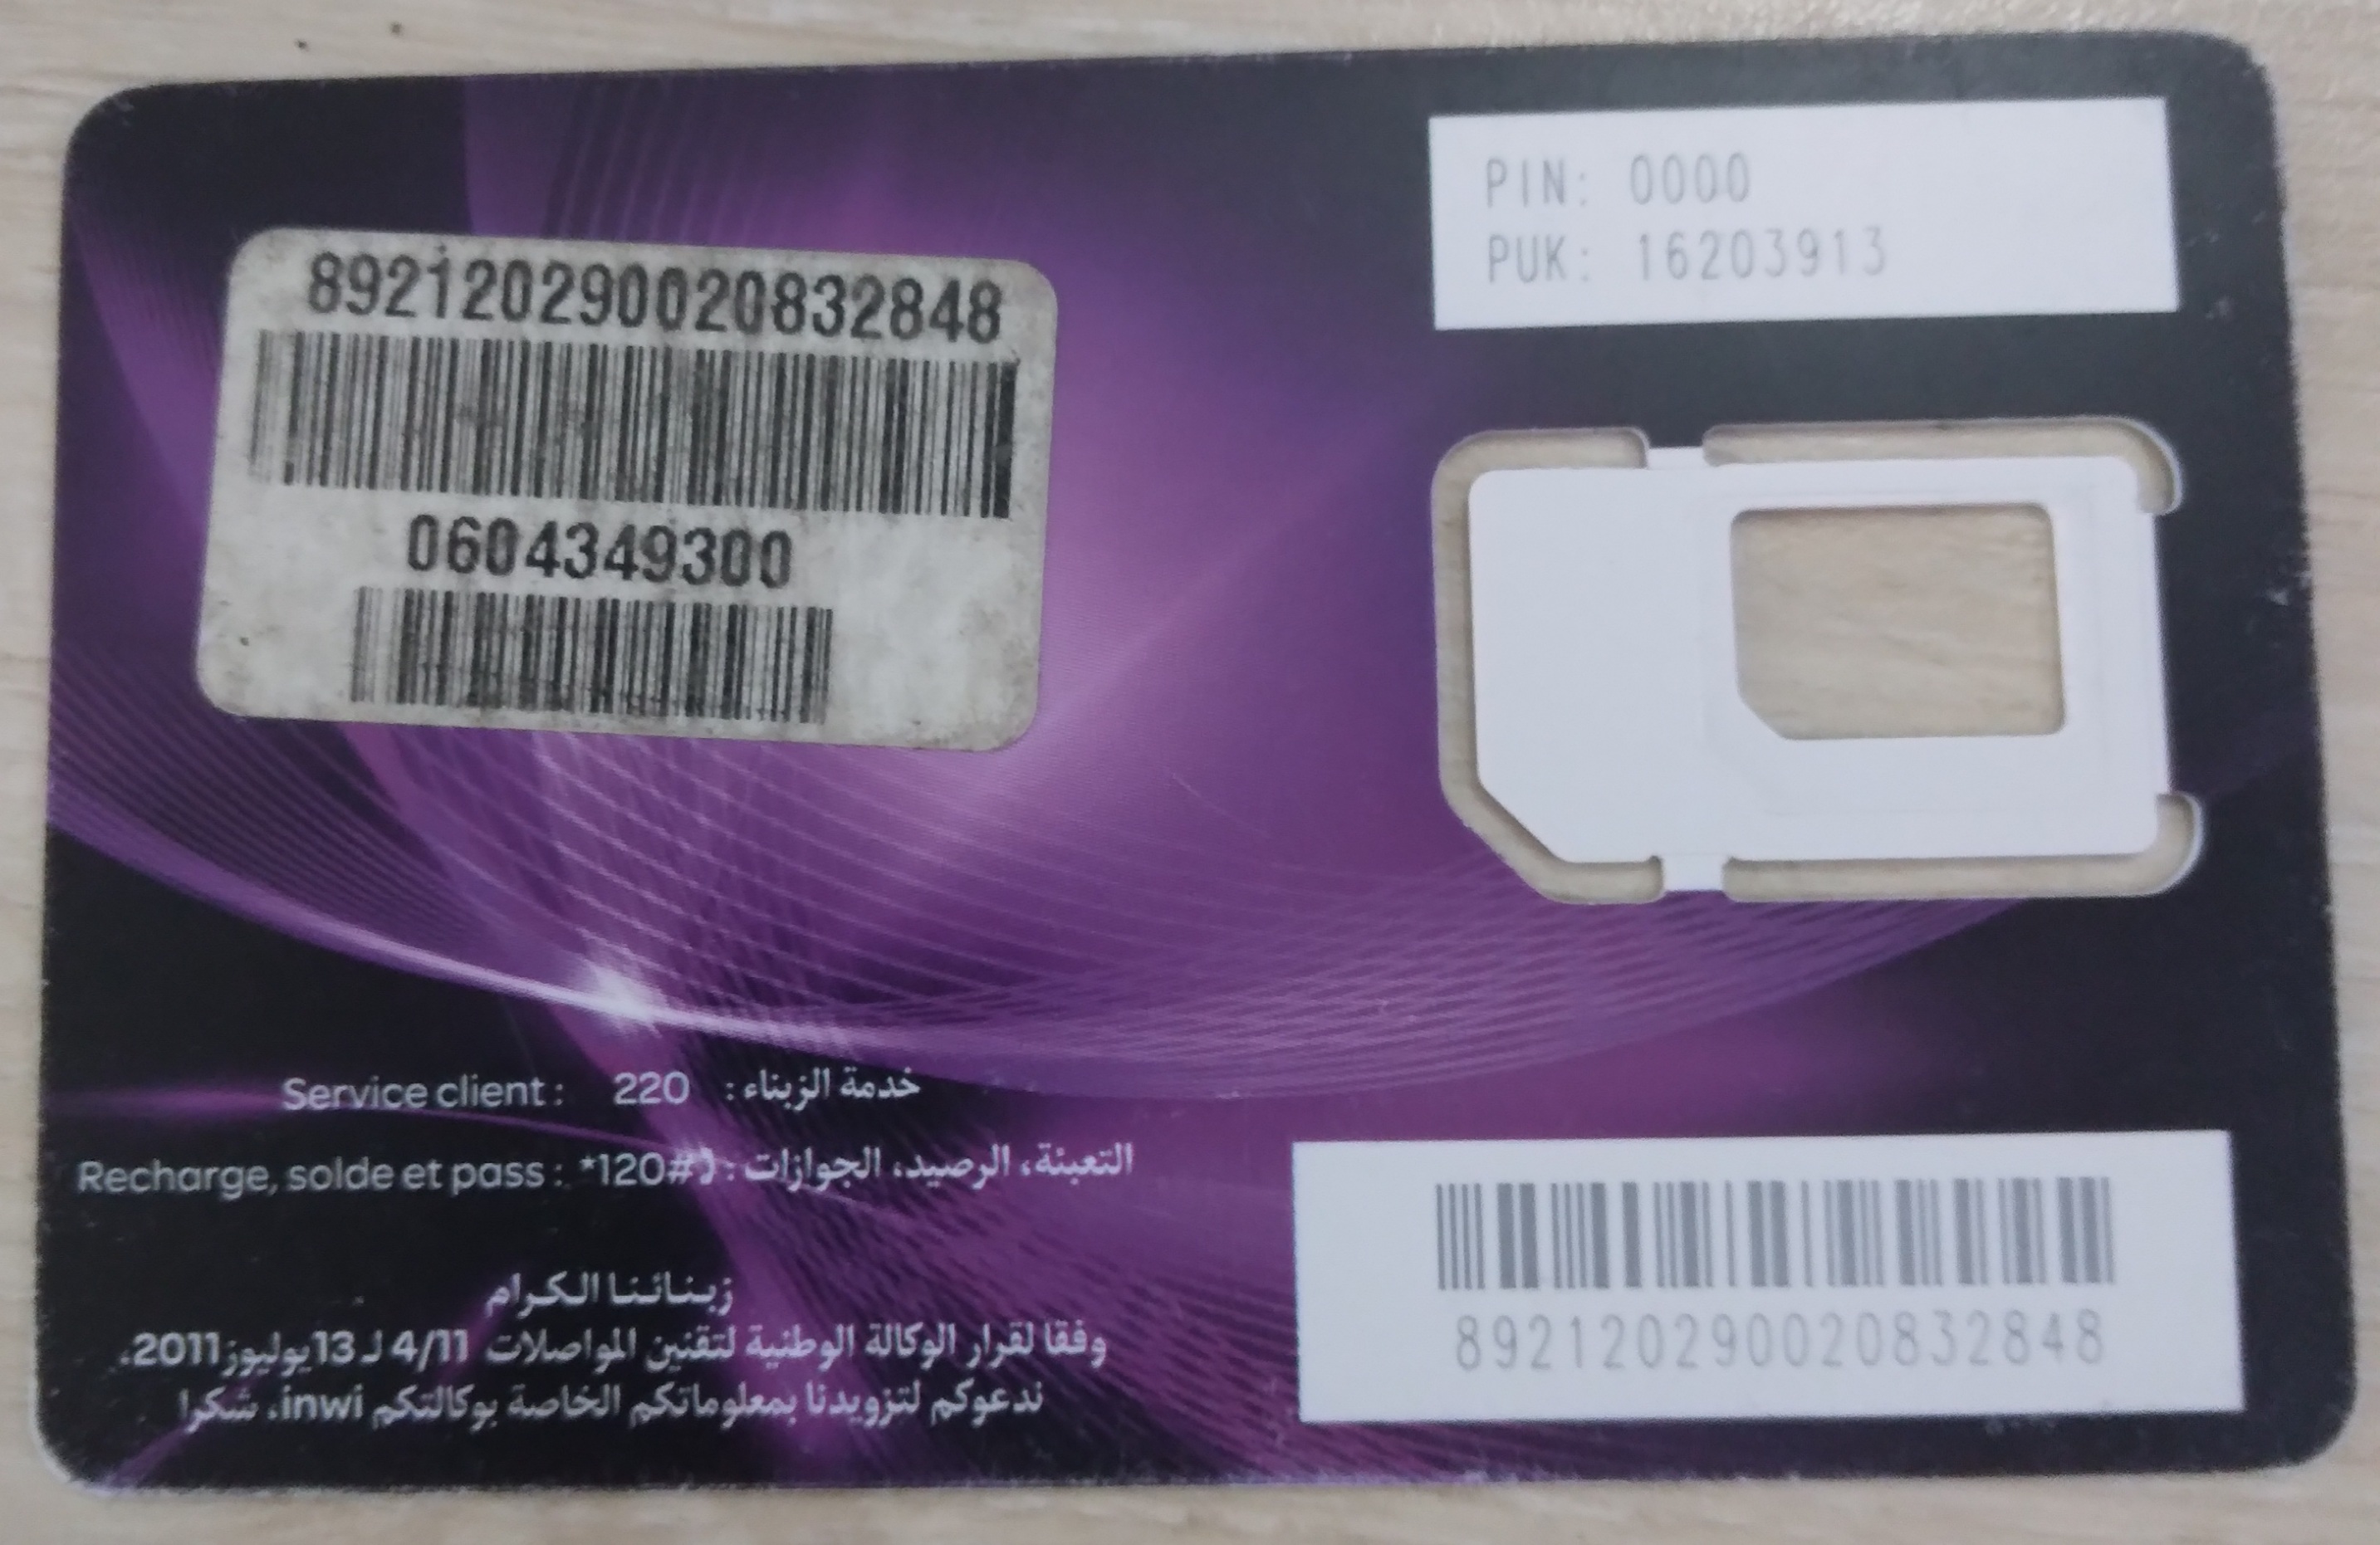 892120290020832848
0604349300
PIN: 0000
PUK: 16203913
Service client : 220 خدمة الزبناء :
Recharge, solde et pass : *120# التعبئة، الرصيد، الجوازات :
زبنائنا الكرام
وفقا لقرار الوكالة الوطنية لتقنين المواصلات 4/11 لـ 13 يوليوز 2011.
ندعوكم لتزويدنا بمعلوماتكم الخاصة بوكالتكم inwi، شكرا
892120290020832848